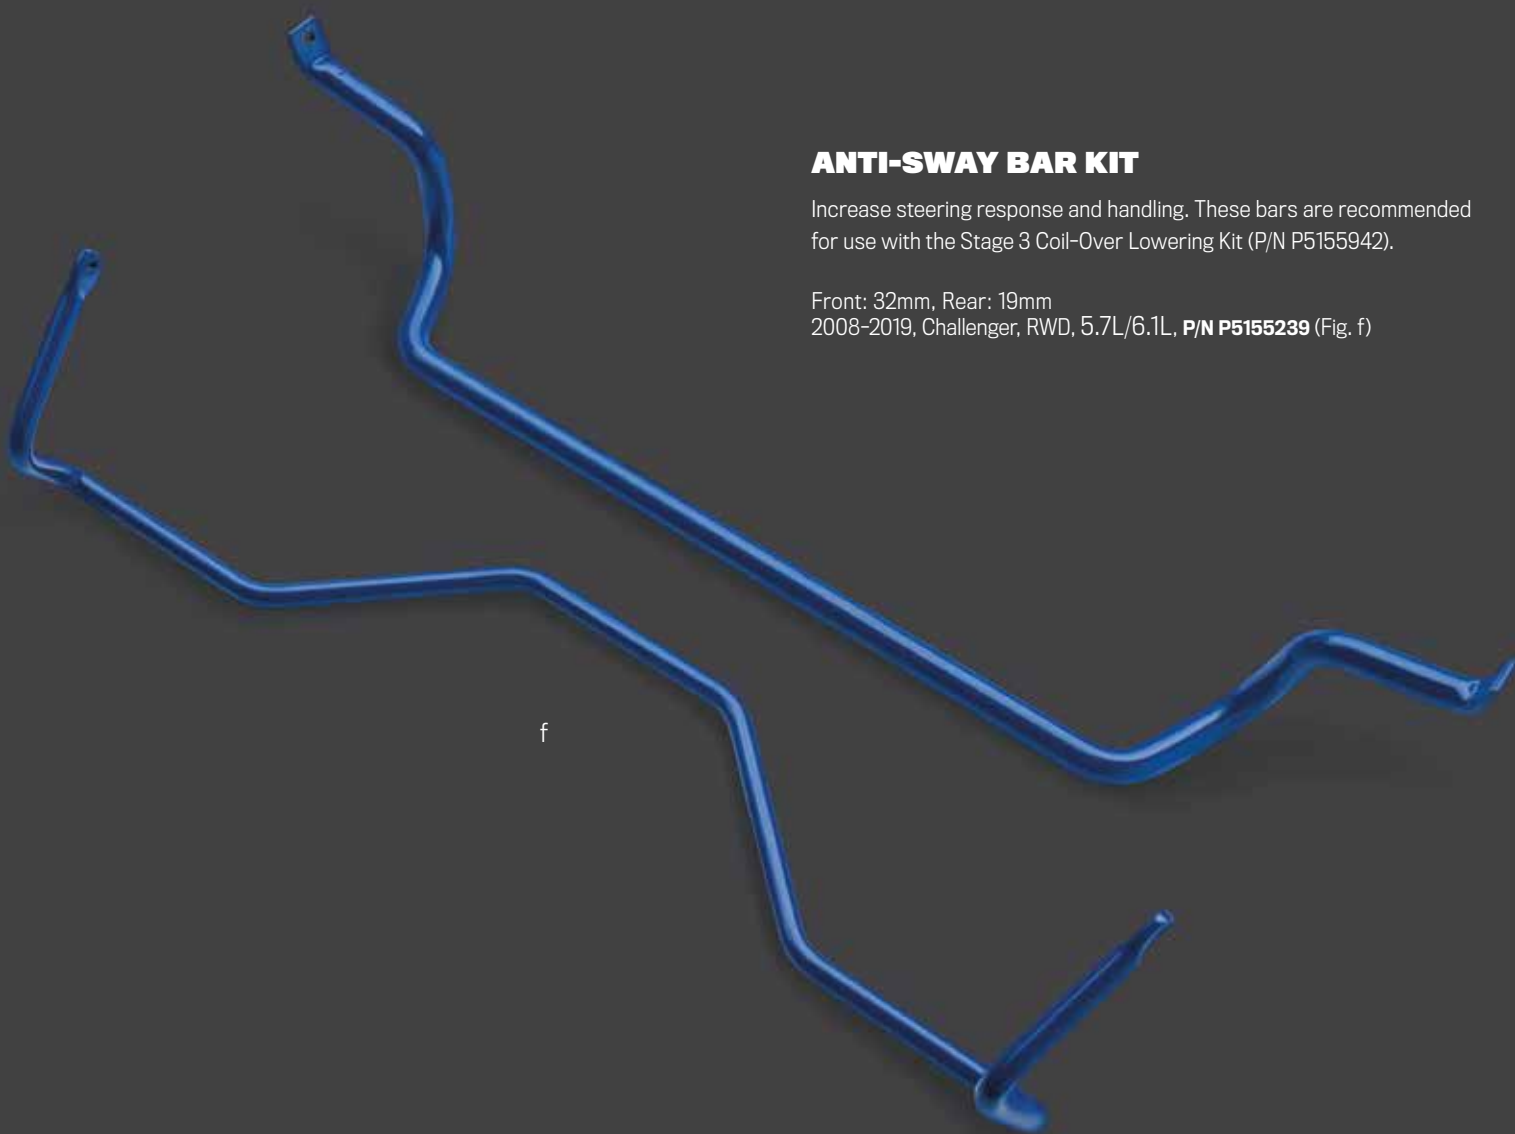 ANTI-SWAY BAR KIT
Increase steering response and handling. These bars are recommended
for use with the Stage 3 Coil-Over Lowering Kit (P/N P5155942).
Front: 32mm, Rear: 19mm
2008-2019, Challenger, RWD, 5.7L/6.1L, P/N P5155239 (Fig. f)
f